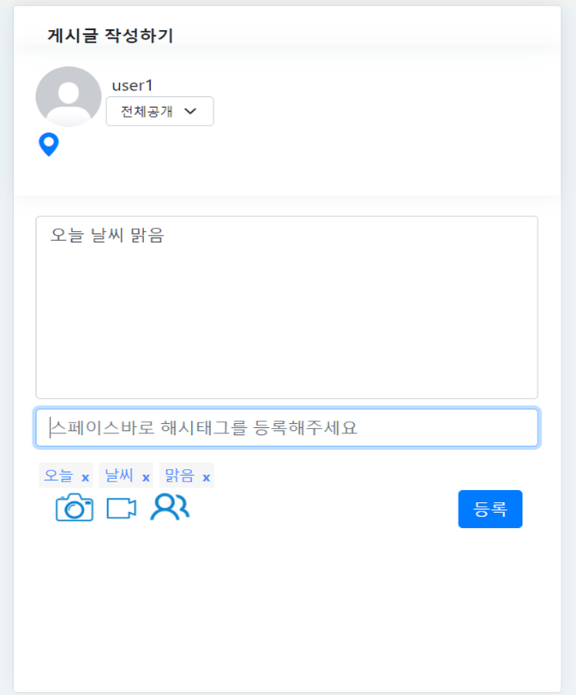 게시글 작성하기
user1
전체공개
오늘 날씨 맑음
스페이스바로 해시태그를 등록해주세요
오늘 x 날씨 x 맑음 x
등록